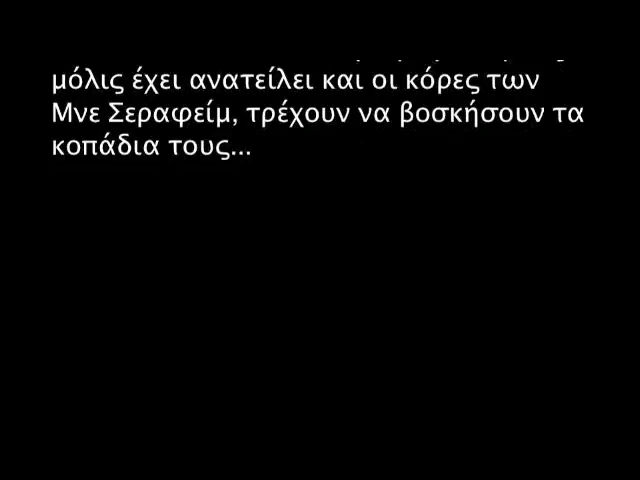 μόλις έχει ανατείλει και οι κόρες των
Μνε Σεραφείμ, τρέχουν να βοσκήσουν τα
κοπάδια τους...